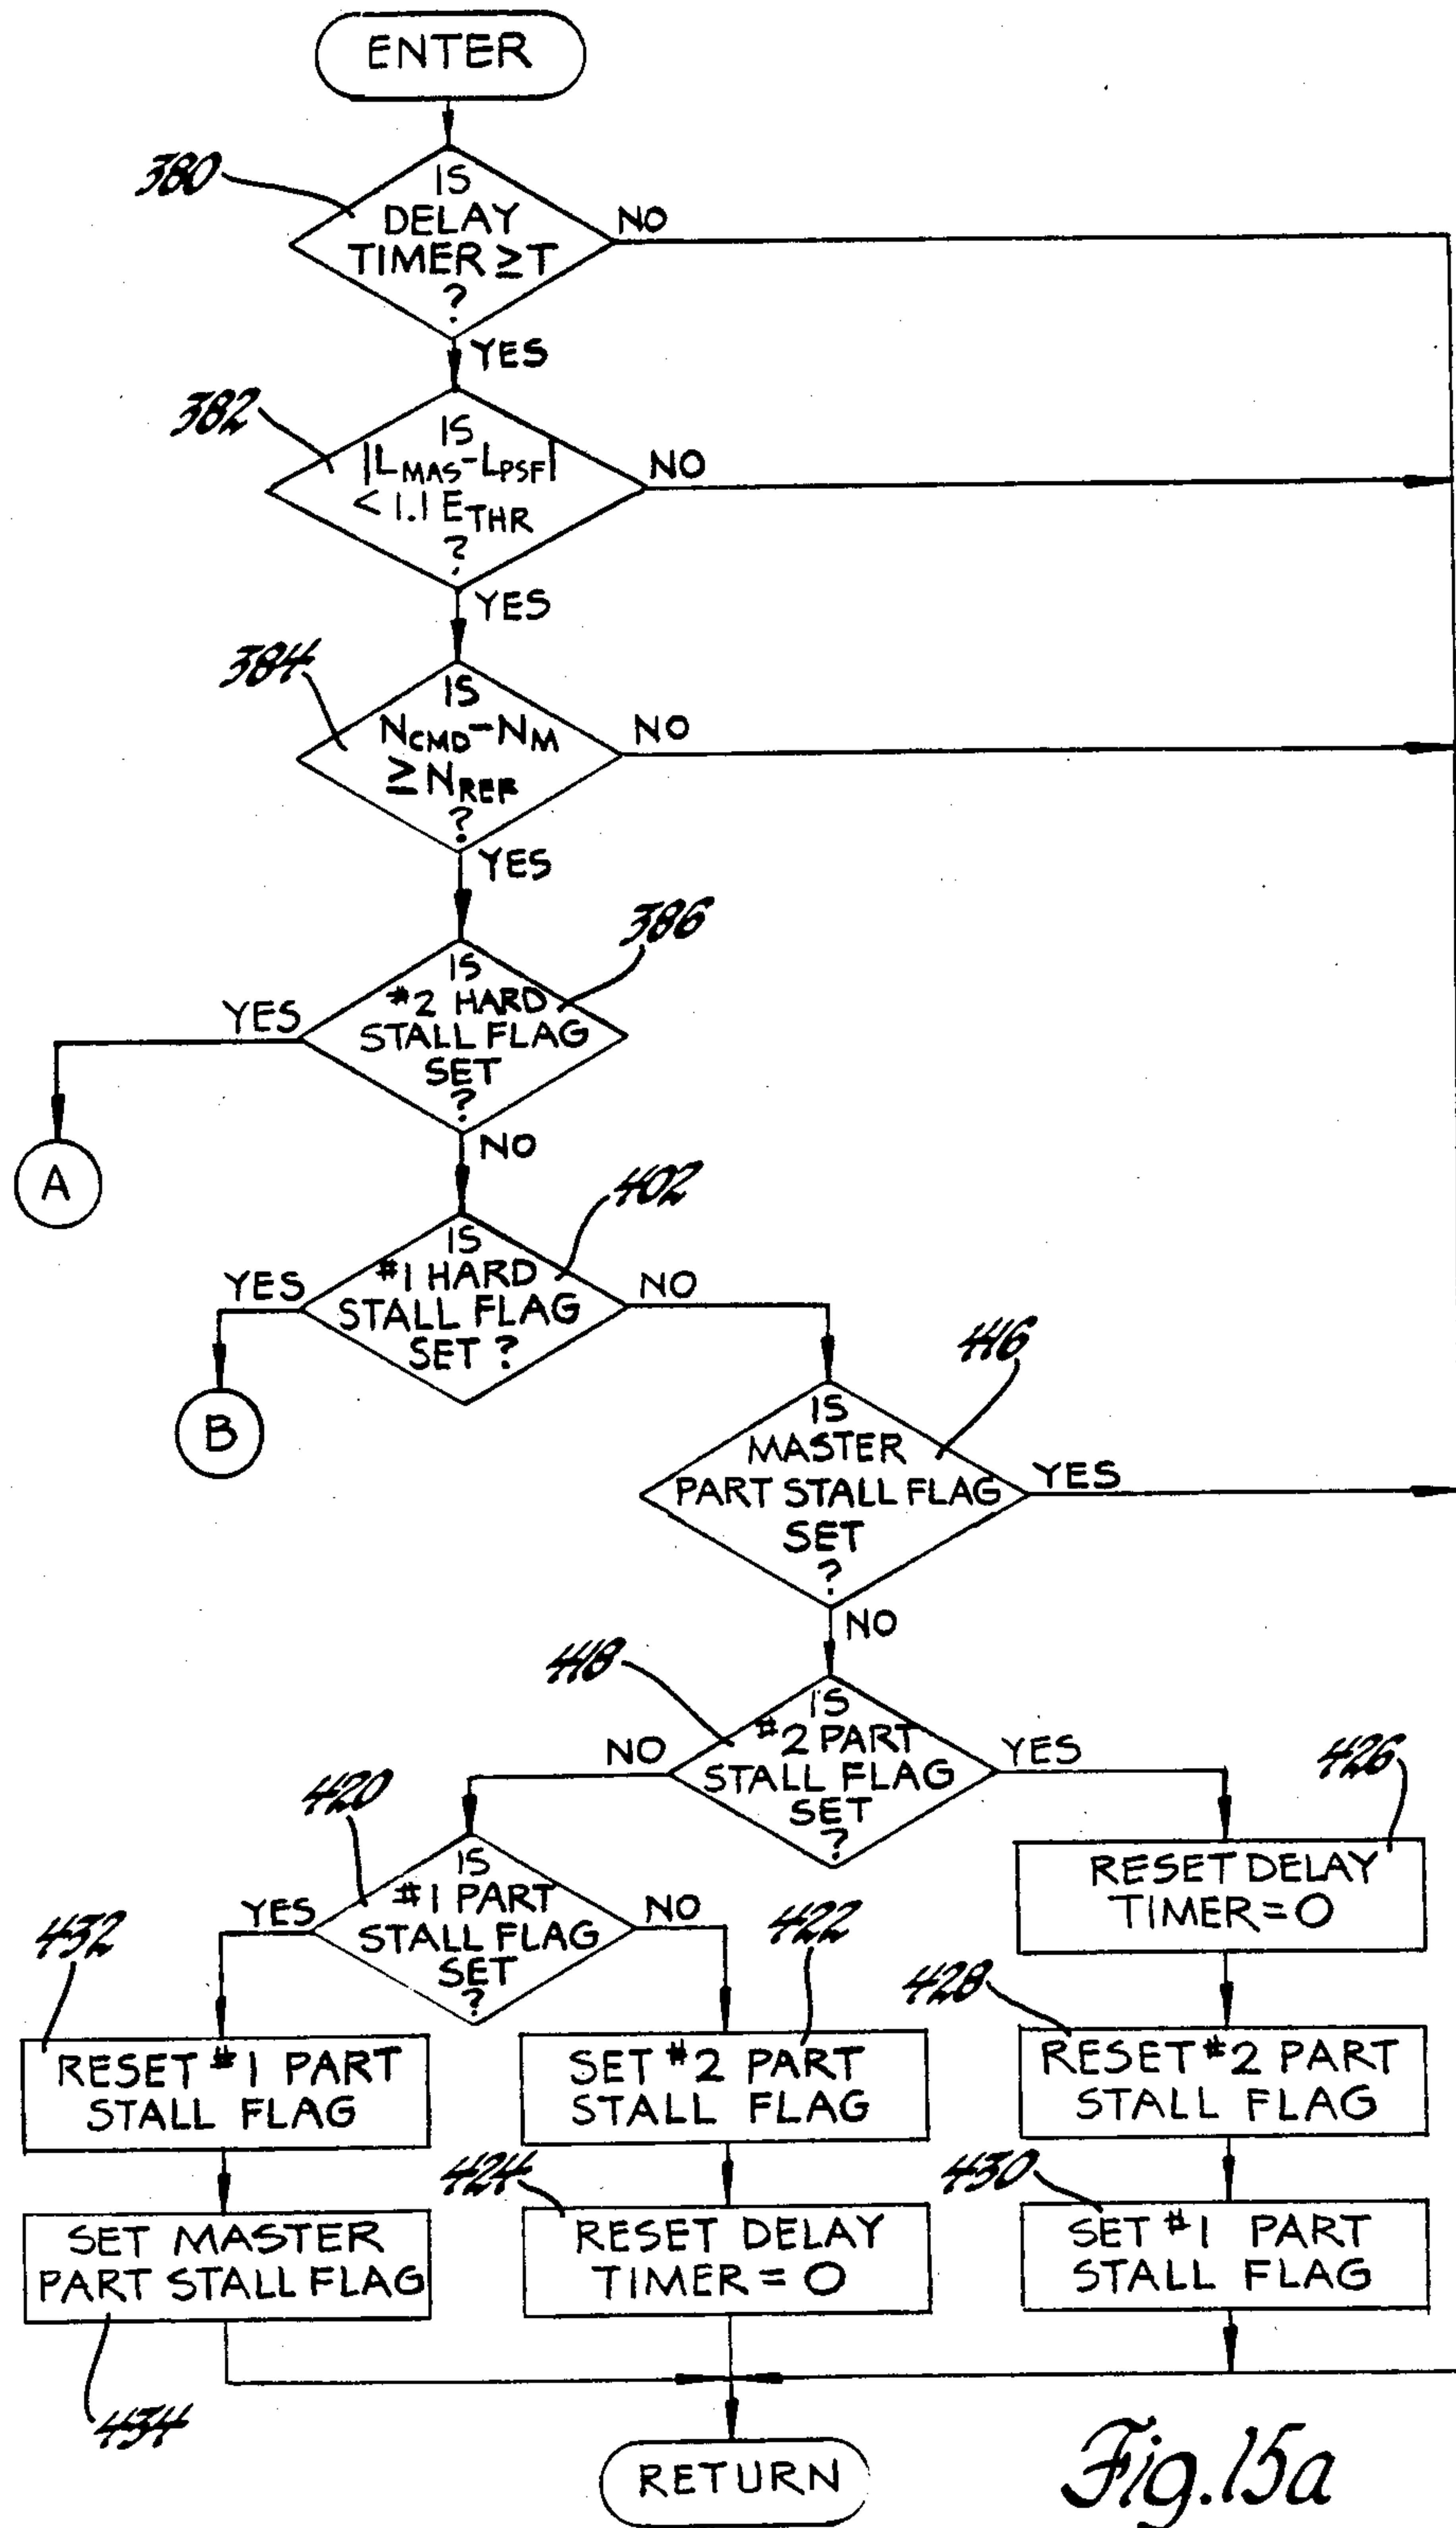 ENTER
380
IS
DELAY
TIMER ≥ T
?
NO
YES
382
IS
|LMAS-LPSF|
< 1.1 ETHR
?
NO
YES
384
IS
NCMD-NM
≥ NREF
?
NO
YES
386
IS
#2 HARD
STALL FLAG
SET
?
YES
NO
A
402
IS
#1 HARD
STALL FLAG
SET ?
YES
NO
B
416
IS
MASTER
PART STALL FLAG
SET
?
YES
NO
418
IS
#2 PART
STALL FLAG
SET
?
NO
YES
420
IS
#1 PART
STALL FLAG
SET
?
YES
NO
426
RESET DELAY
TIMER = 0
432
RESET #1 PART
STALL FLAG
422
SET #2 PART
STALL FLAG
428
RESET #2 PART
STALL FLAG
SET MASTER
PART STALL FLAG
434
424
RESET DELAY
TIMER = 0
430
SET #1 PART
STALL FLAG
RETURN
Fig. 15a